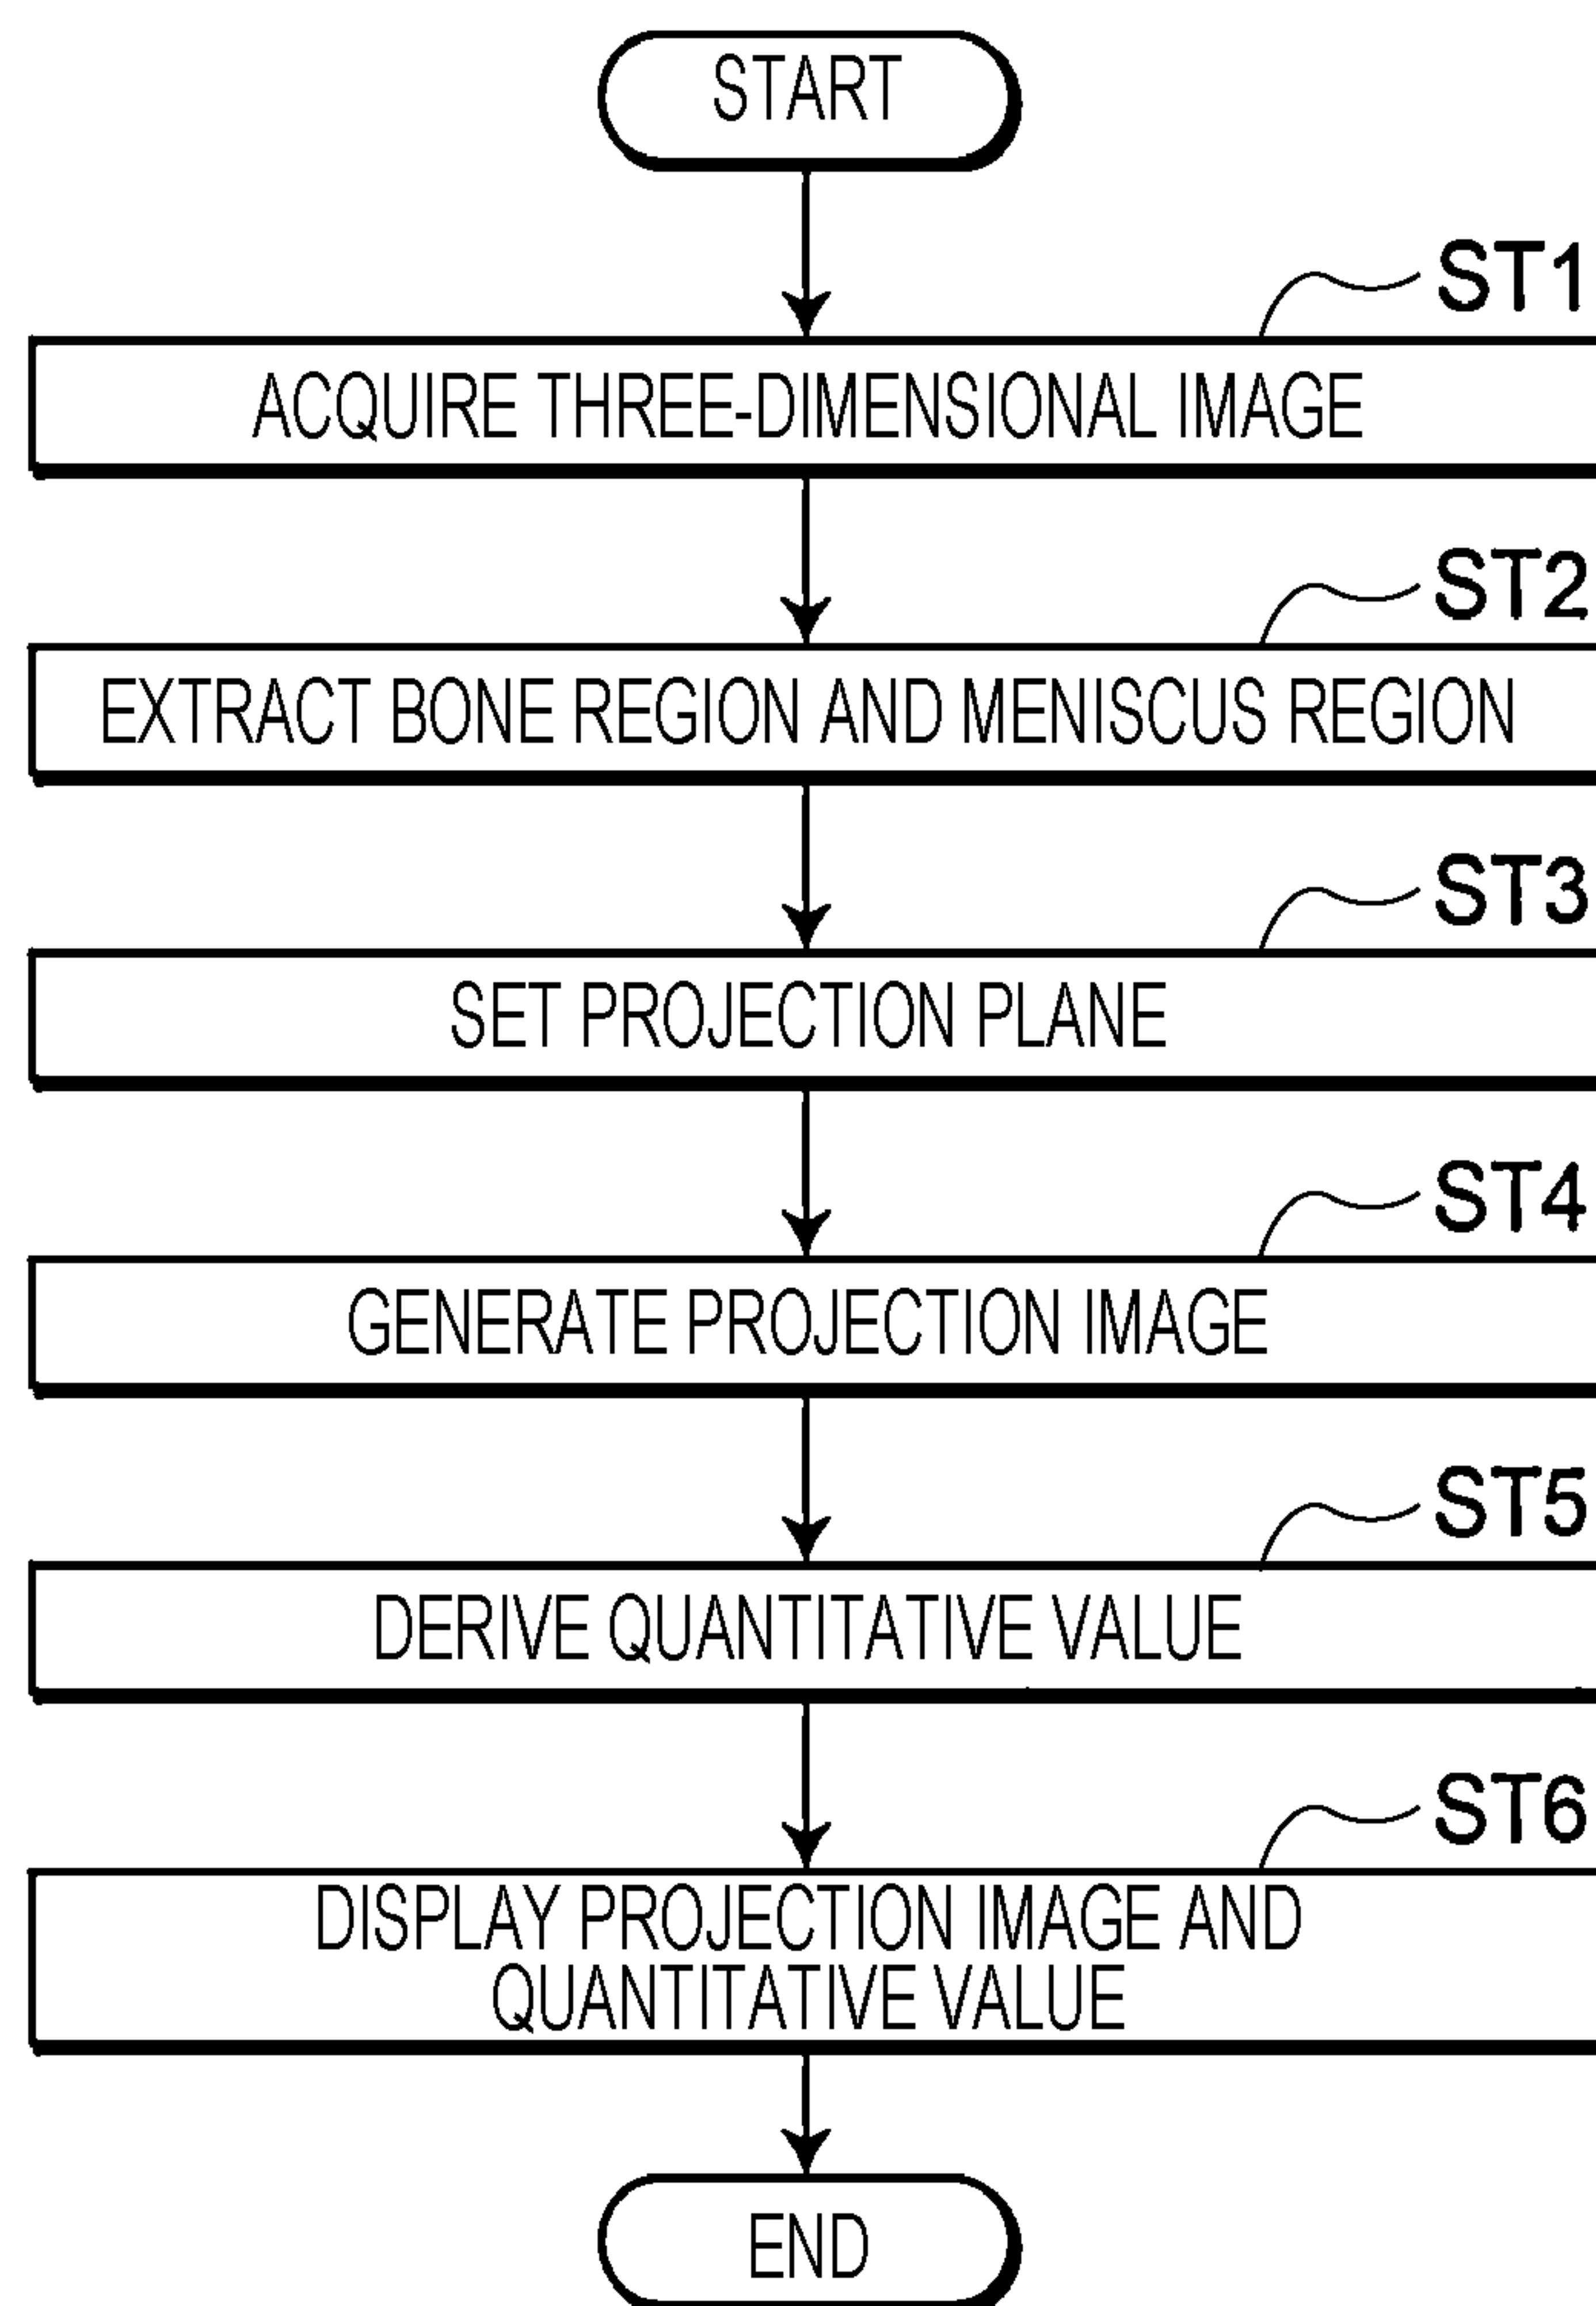 START
ST1
ACQUIRE THREE-DIMENSIONAL IMAGE
ST2
EXTRACT BONE REGION AND MENISCUS REGION
ST3
SET PROJECTION PLANE
ST4
GENERATE PROJECTION IMAGE
ST5
DERIVE QUANTITATIVE VALUE
ST6
DISPLAY PROJECTION IMAGE AND
QUANTITATIVE VALUE
END